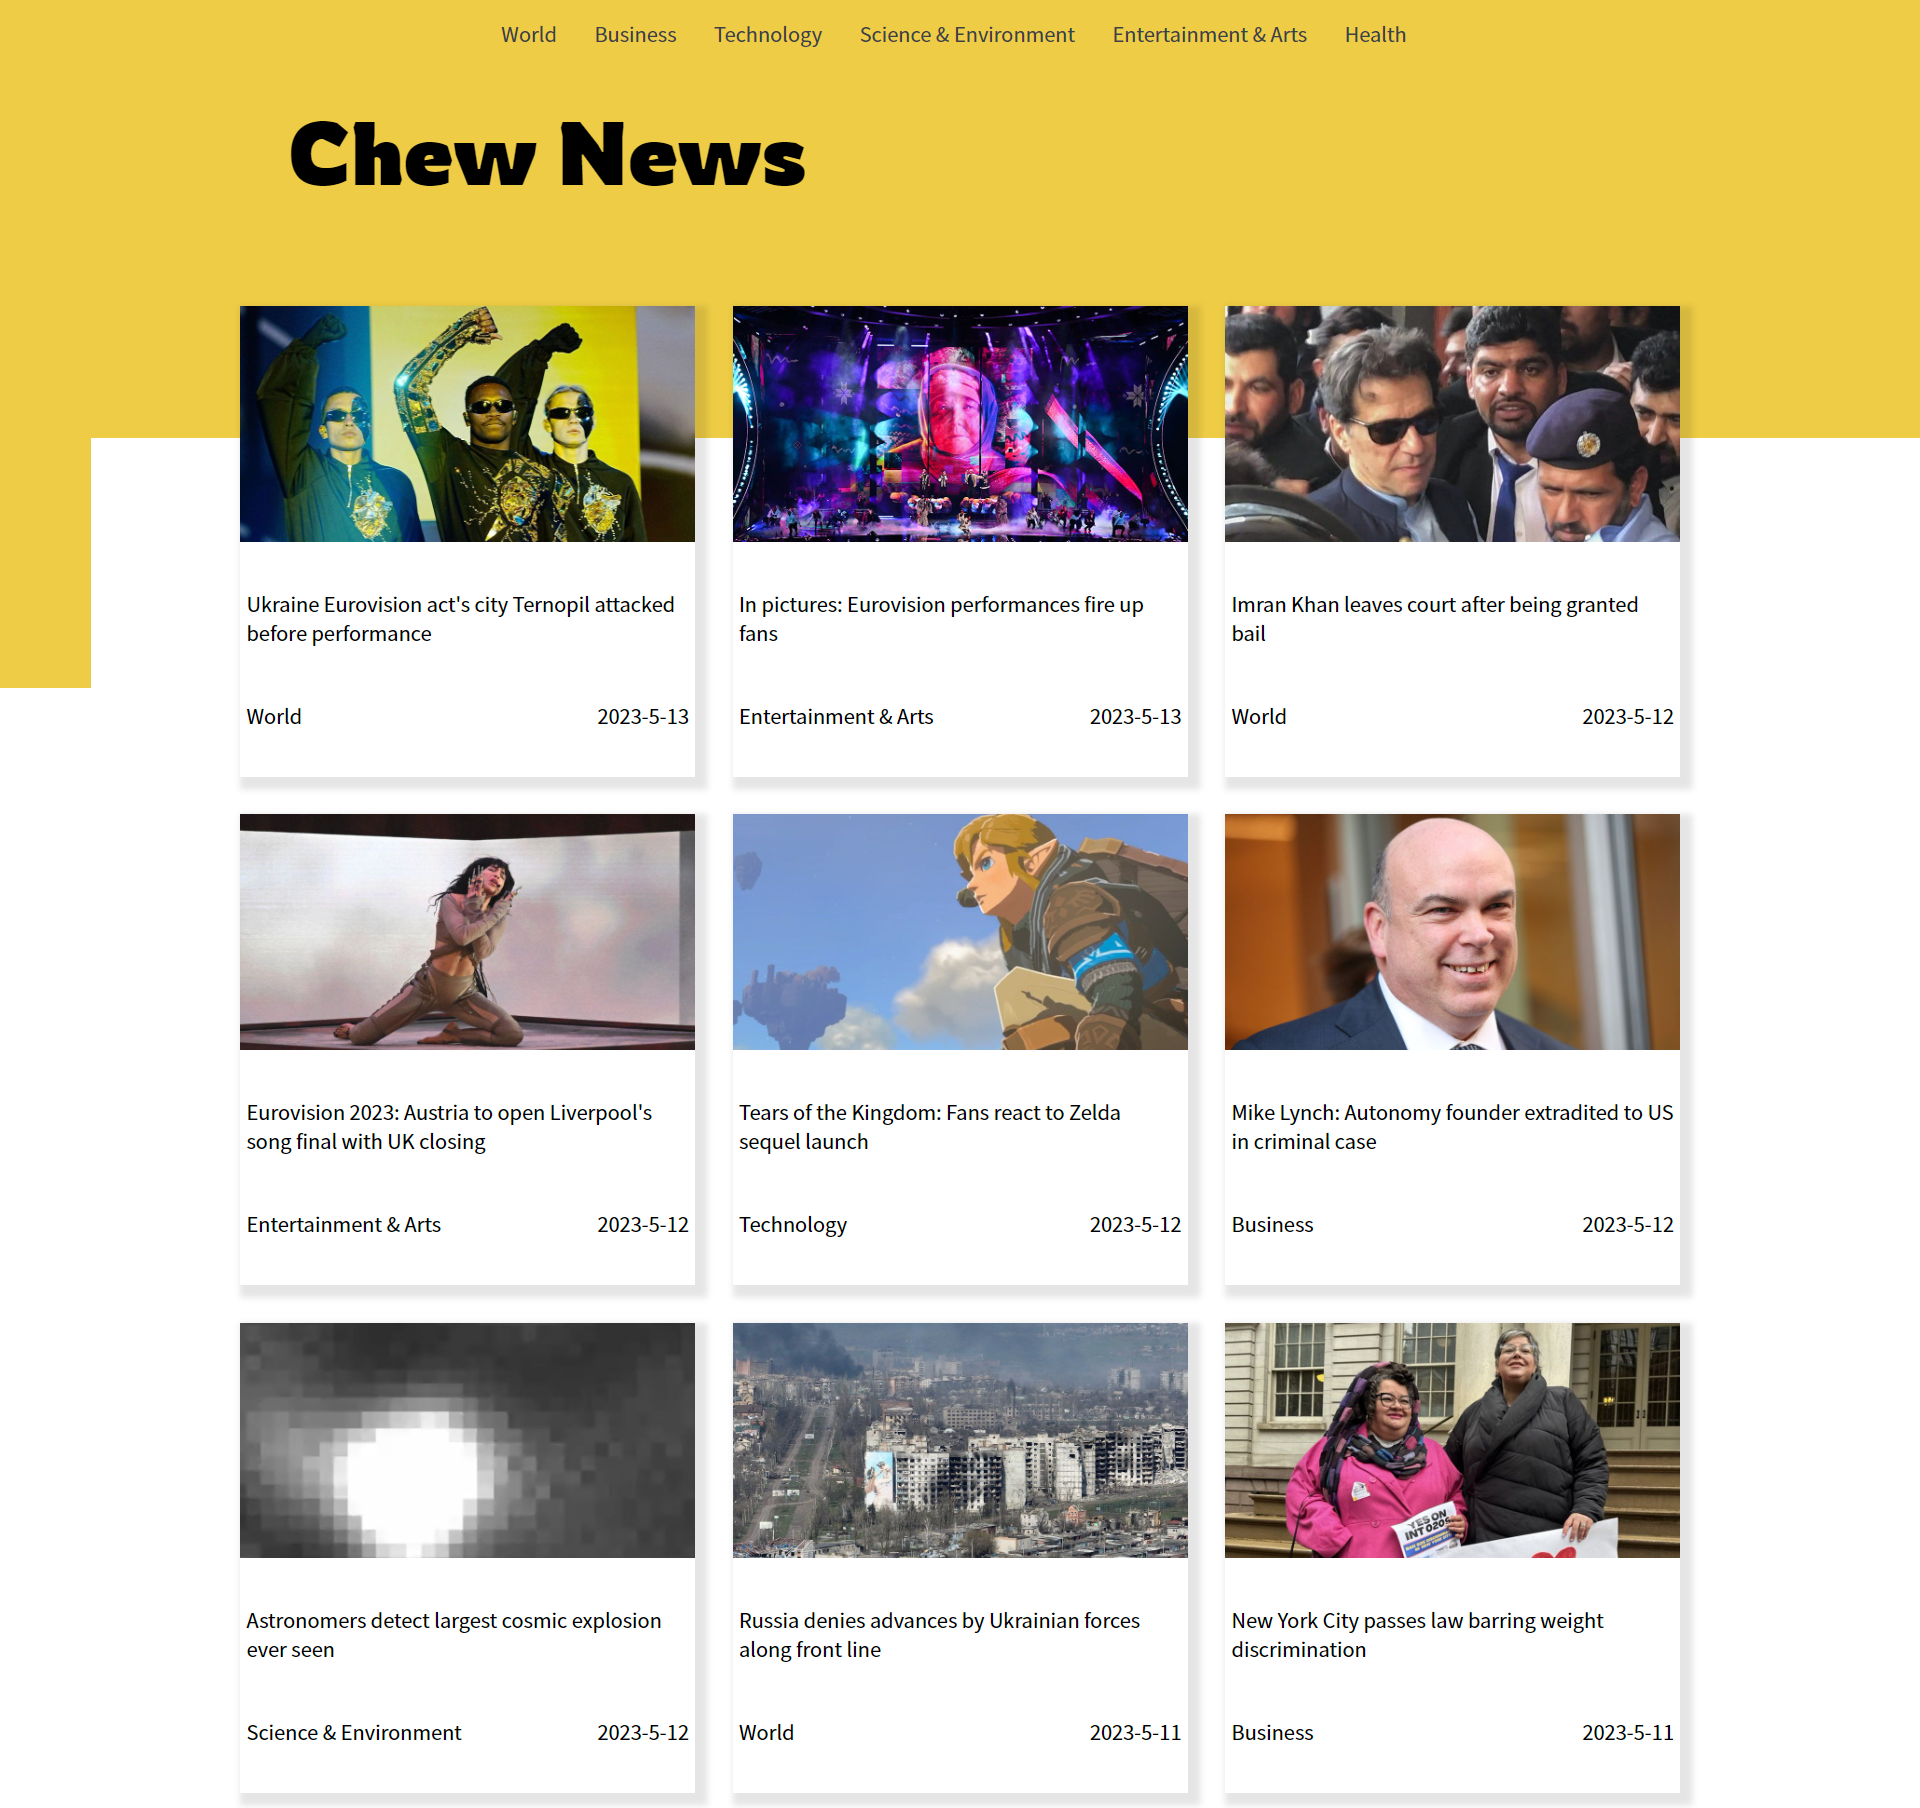 World Business Technology Science & Environment Entertainment & Arts Health
Chew News
Ukraine Eurovision act's city Ternopil attacked
before performance
World 2023-5-13
In pictures: Eurovision performances fire up
fans
Entertainment & Arts 2023-5-13
Imran Khan leaves court after being granted
bail
World 2023-5-12
Eurovision 2023: Austria to open Liverpool's
song final with UK closing
Entertainment & Arts 2023-5-12
Tears of the Kingdom: Fans react to Zelda
sequel launch
Technology 2023-5-12
Mike Lynch: Autonomy founder extradited to US
in criminal case
Business 2023-5-12
Astronomers detect largest cosmic explosion
ever seen
Science & Environment 2023-5-12
Russia denies advances by Ukrainian forces
along front line
World 2023-5-11
YES ON
New York City passes law barring weight
discrimination
Business 2023-5-11